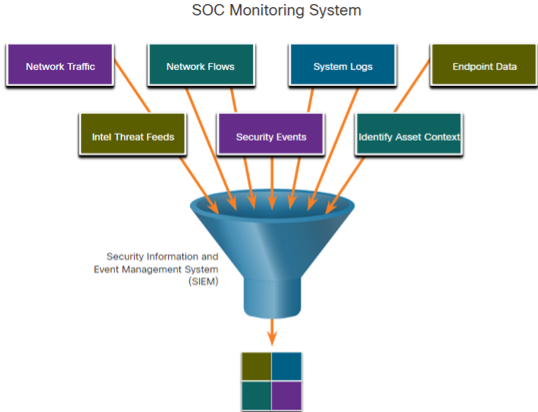 SOC Monitoring System
Network Traffic
Network Flows
System Logs
Endpoint Data
Intel Threat Feeds
Security Events
Identify Asset Context
Security Information and
Event Management System
(SIEM)